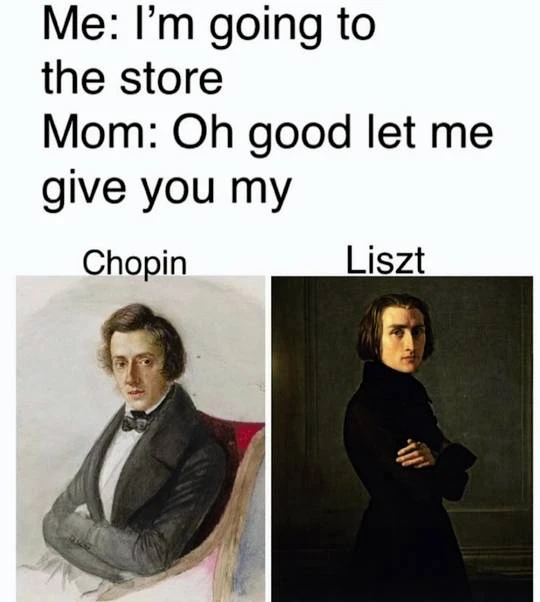 Me: I'm going to
the store
Mom: Oh good let me
give you my
Chopin Liszt